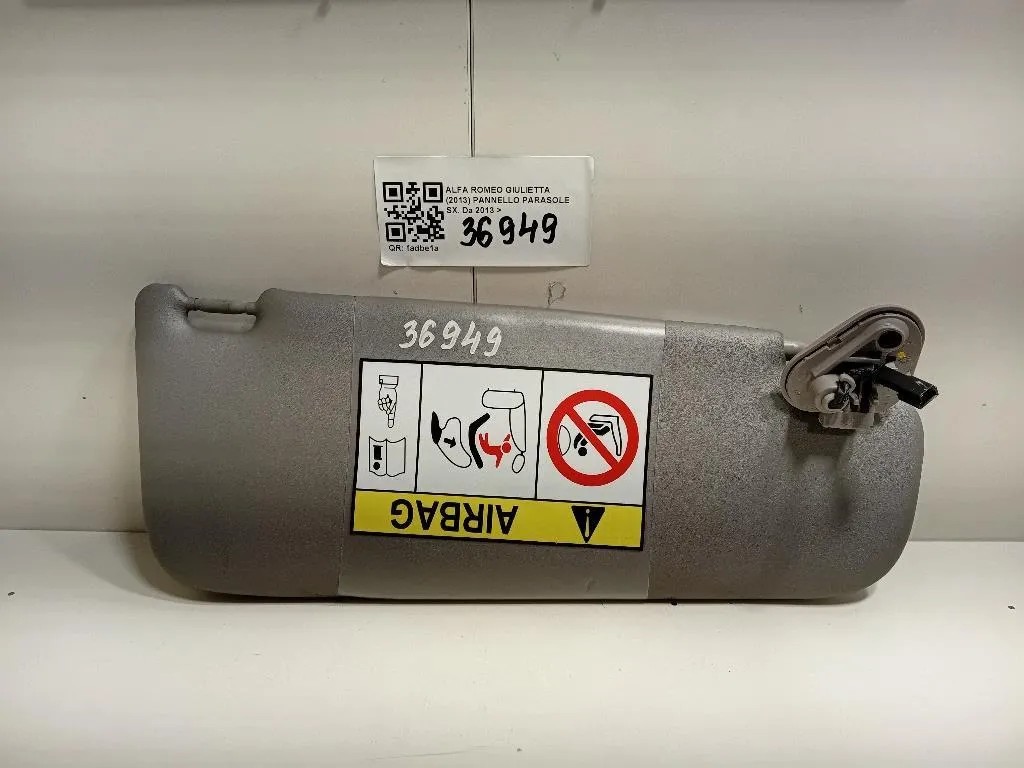 ALFA ROMEO GIULIETTA
(2013) PANNELLO PARASOLE
SX. Da 2013 >
36949
QR: fadbe1a
36949
AIRBAG